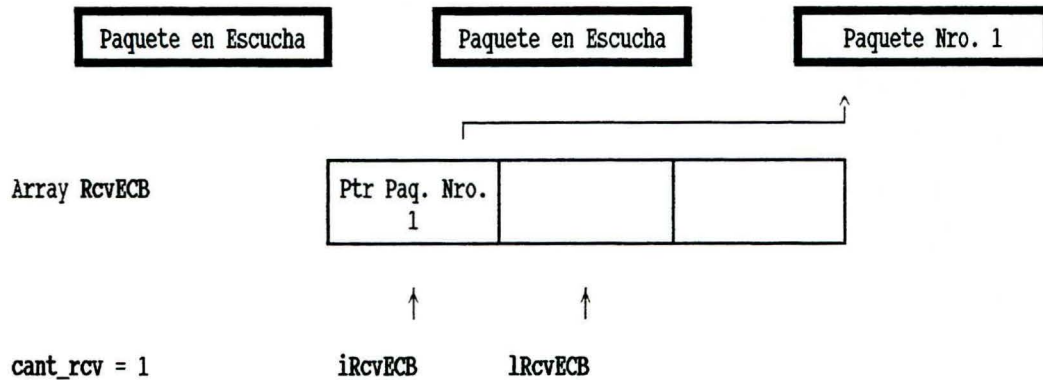 Paquete en Escucha
Paquete en Escucha
Paquete Nro. 1
Array RcvECB
Ptr Paq. Nro.
1
cant_rcv = 1
iRcvECB
lRcvECB